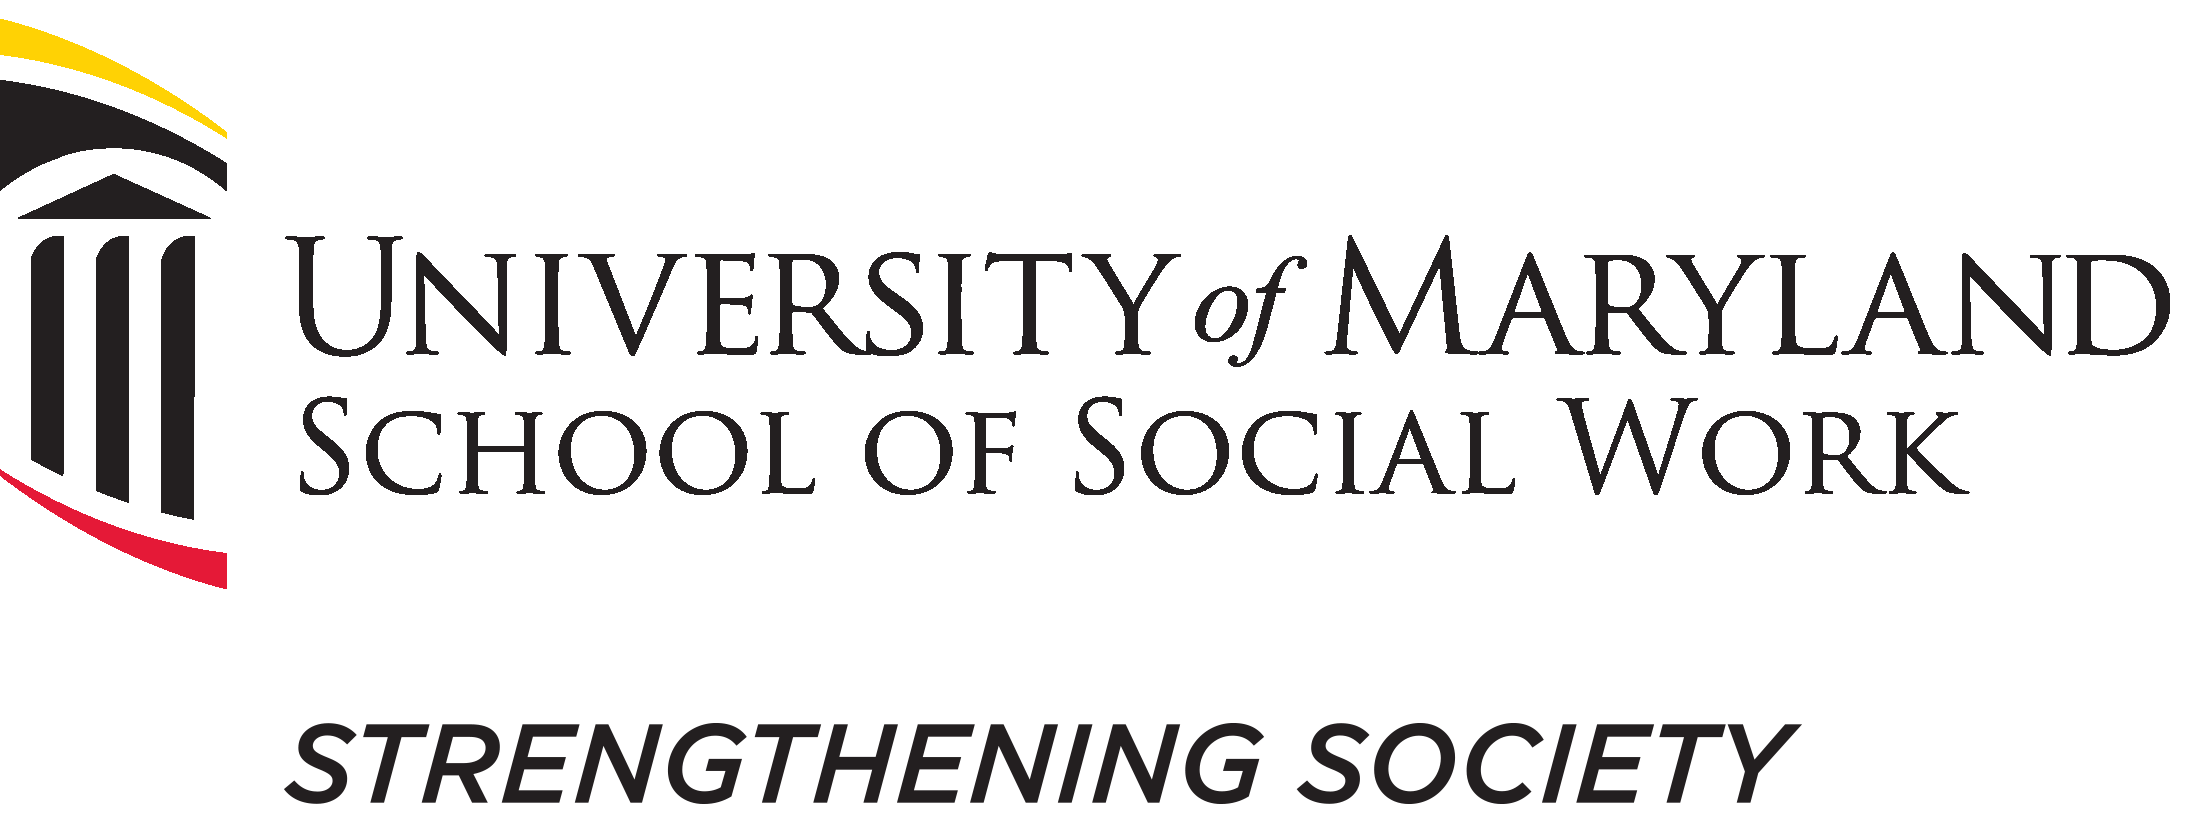 UNIVERSITY of MARYLAND
SCHOOL OF SOCIAL WORK
STRENGTHENING SOCIETY